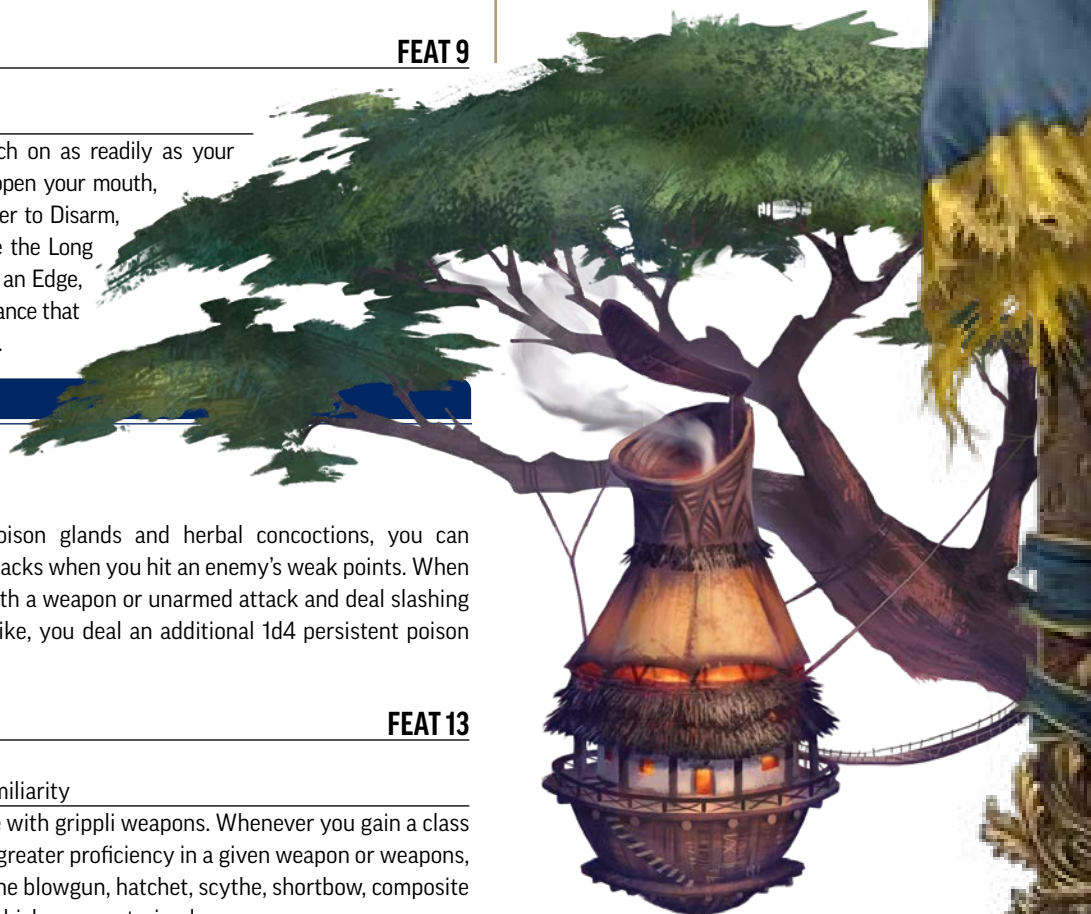 FEAT 9
ch on as readily as your
open your mouth,
er to Disarm,
e the Long
an Edge,
ance that
.
oison glands and herbal concoctions, you can
acks when you hit an enemy's weak points. When
th a weapon or unarmed attack and deal slashing
ike, you deal an additional 1d4 persistent poison
FEAT 13
miliarity
e with grippli weapons. Whenever you gain a class
greater proficiency in a given weapon or weapons,
he blowgun, hatchet, scythe, shortbow, composite